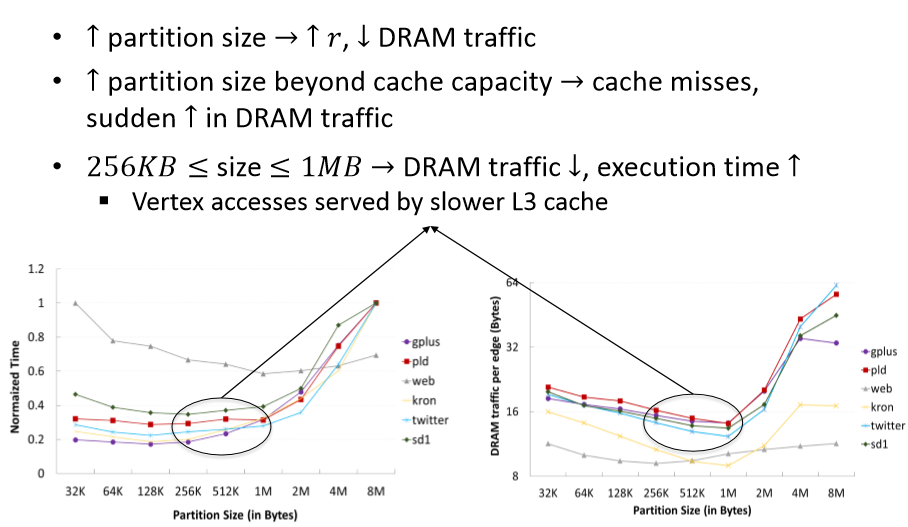 • ↑ partition size → ↑ r, ↓ DRAM traffic
• ↑ partition size beyond cache capacity → cache misses,
sudden ↑ in DRAM traffic
• 256KB ≤ size ≤ 1MB → DRAM traffic ↓, execution time ↑
▪ Vertex accesses served by slower L3 cache
1.2
1
0.8
0.6
0.4
0.2
0
Normaized Time
32K 64K 128K 256K 512K 1M 2M 4M 8M
Partition Size (in Bytes)
gplus
pld
web
kron
twitter
sd1
64
32
16
8
DRAM traffic per edge (Bytes)
32K 64K 128K 256K 512K 1M 2M 4M 8M
Partition Size (in Bytes)
gplus
pld
web
kron
twitter
sd1